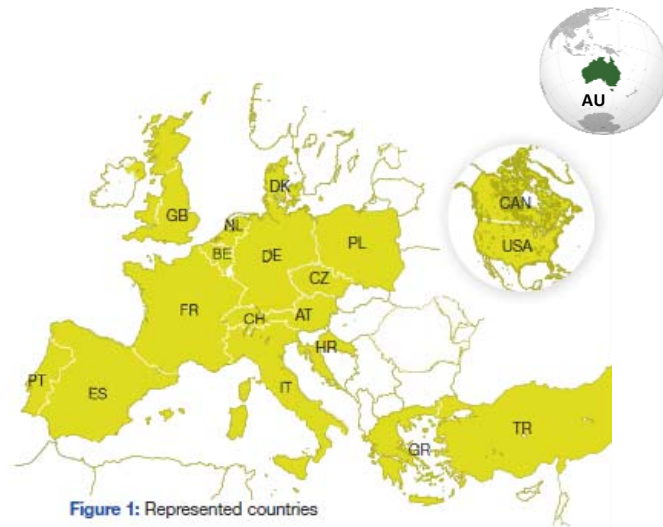 AU
DK
GB
NL
BE
DE
PL
CAN
USA
CZ
FR
CH
AT
HR
PT
ES
IT
GR
TR
Figure 1: Represented countries